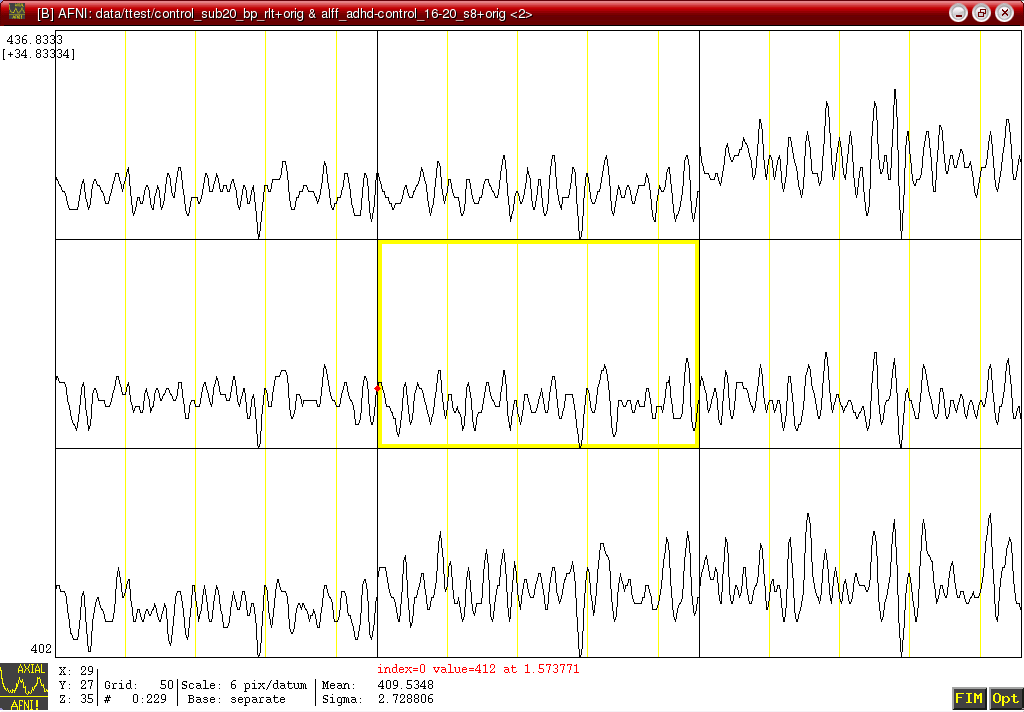 [B] AFNI: data/ttest/control_sub20_bp_rlt+orig & alff_adhd-control_16-20_s8+orig <2>
436.8333
[+34.83334]
402
AXIAL
AFNI!
X: 29
Y: 27 Grid: 50 Scale: 6 pix/datum Mean: 409.5348
Z: 35 # 0:229 Base: separate Sigma: 2.728806
index=0 value=412 at 1.573771
FIM Opt